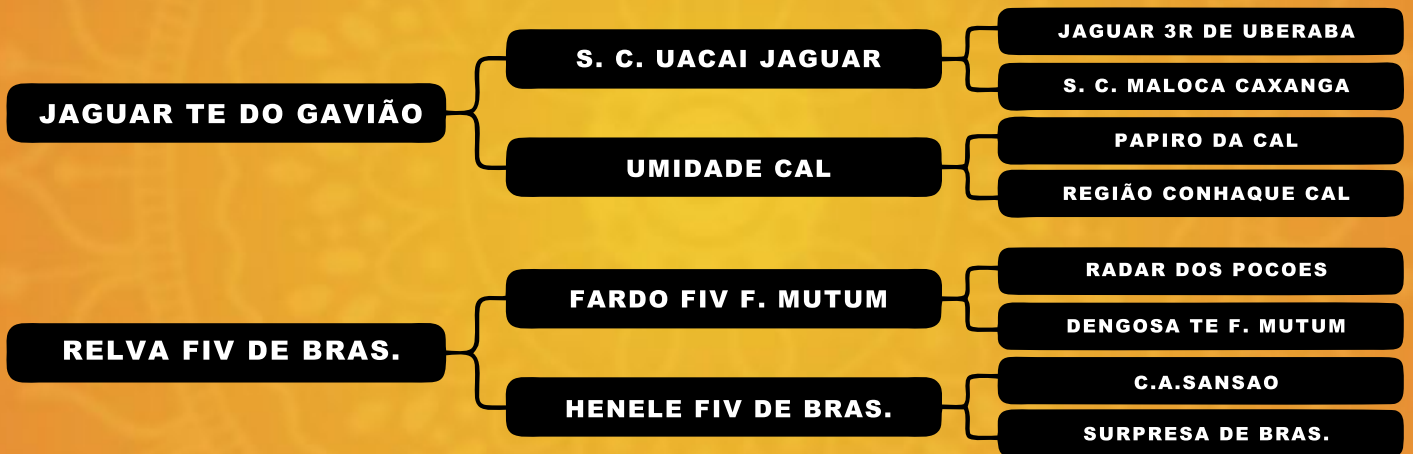 JAGUAR TE DO GAVIÃO
S. C. UACAI JAGUAR
JAGUAR 3R DE UBERABA
S. C. MALOCA CAXANGA
UMIDADE CAL
PAPIRO DA CAL
REGIÃO CONHAQUE CAL
RELVA FIV DE BRAS.
FARDO FIV F. MUTUM
RADAR DOS POCOES
DENGOSA TE F. MUTUM
HENELE FIV DE BRAS.
C.A.SANSAO
SURPRESA DE BRAS.